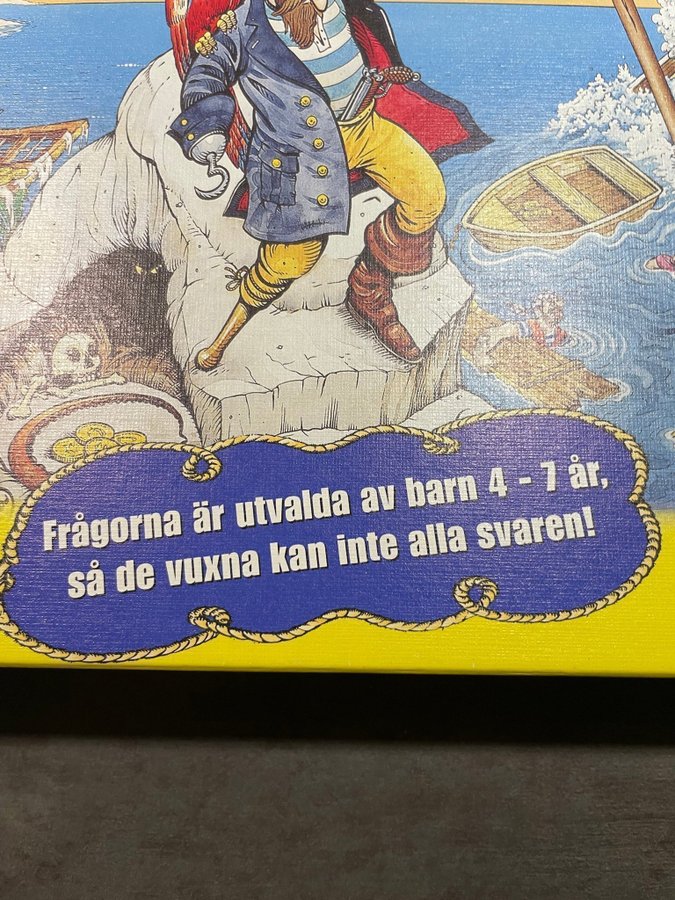 Frågorna är utvalda av barn 4 - 7 år,
så de vuxna kan inte alla svaren!